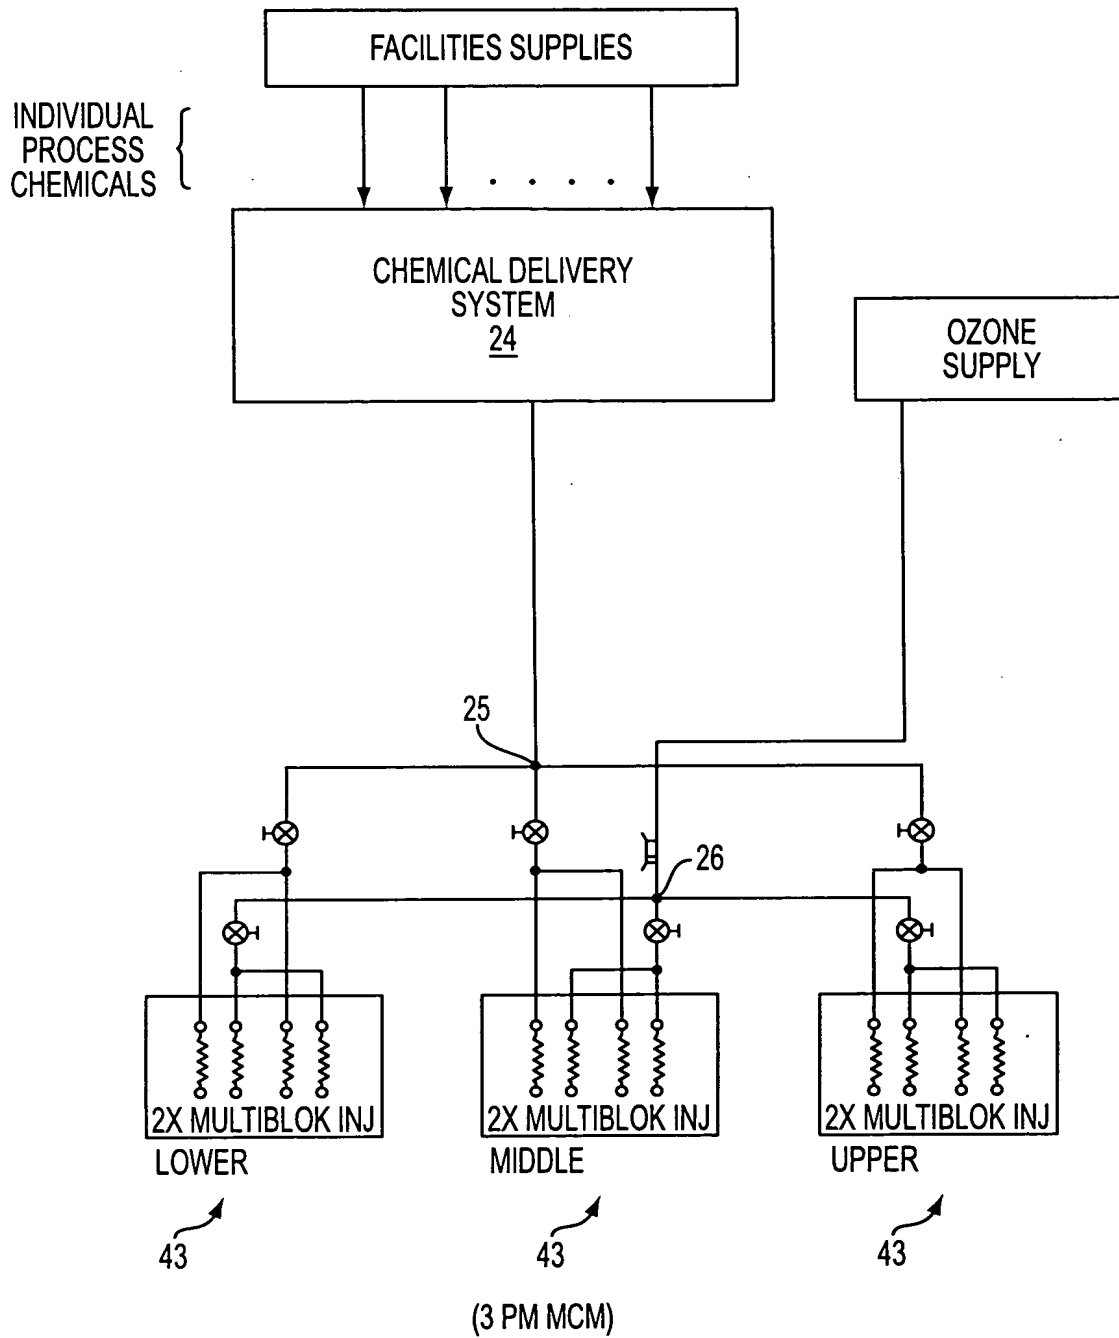 FACILITIES SUPPLIES
INDIVIDUAL
PROCESS
CHEMICALS
CHEMICAL DELIVERY
SYSTEM
24
OZONE
SUPPLY
25
26
2X MULTIBLOK INJ
2X MULTIBLOK INJ
2X MULTIBLOK INJ
LOWER
MIDDLE
UPPER
43
43
43
(3 PM MCM)